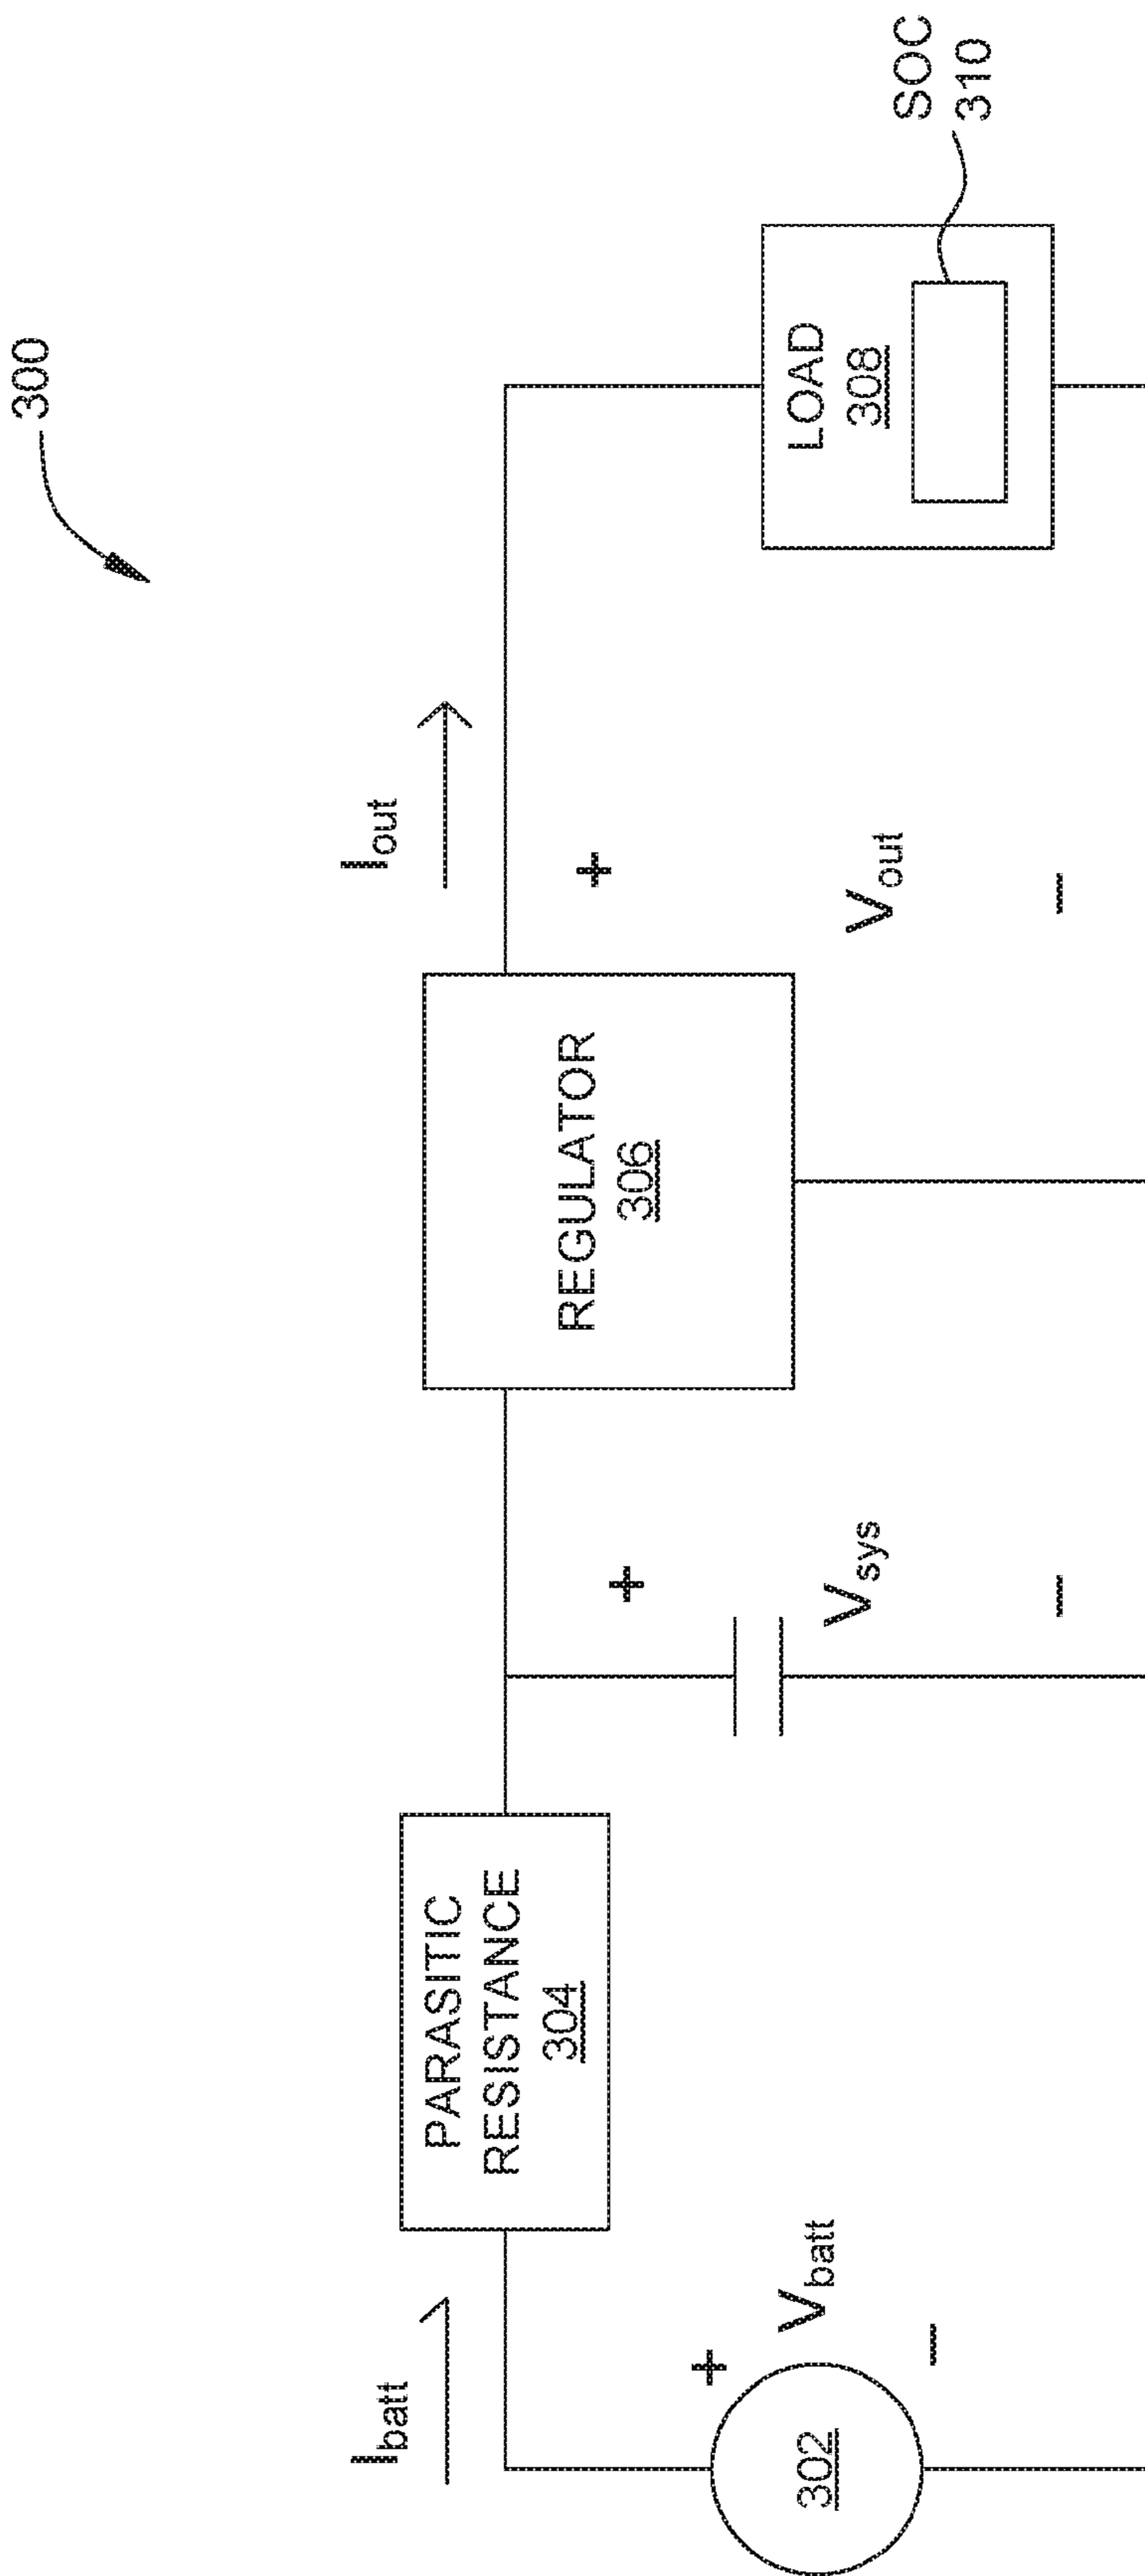 300
I_batt
PARASITIC
RESISTANCE
304
I_out
REGULATOR
306
+
+
+
302
V_batt
−
V_sys
−
V_out
−
LOAD
308
SOC
310